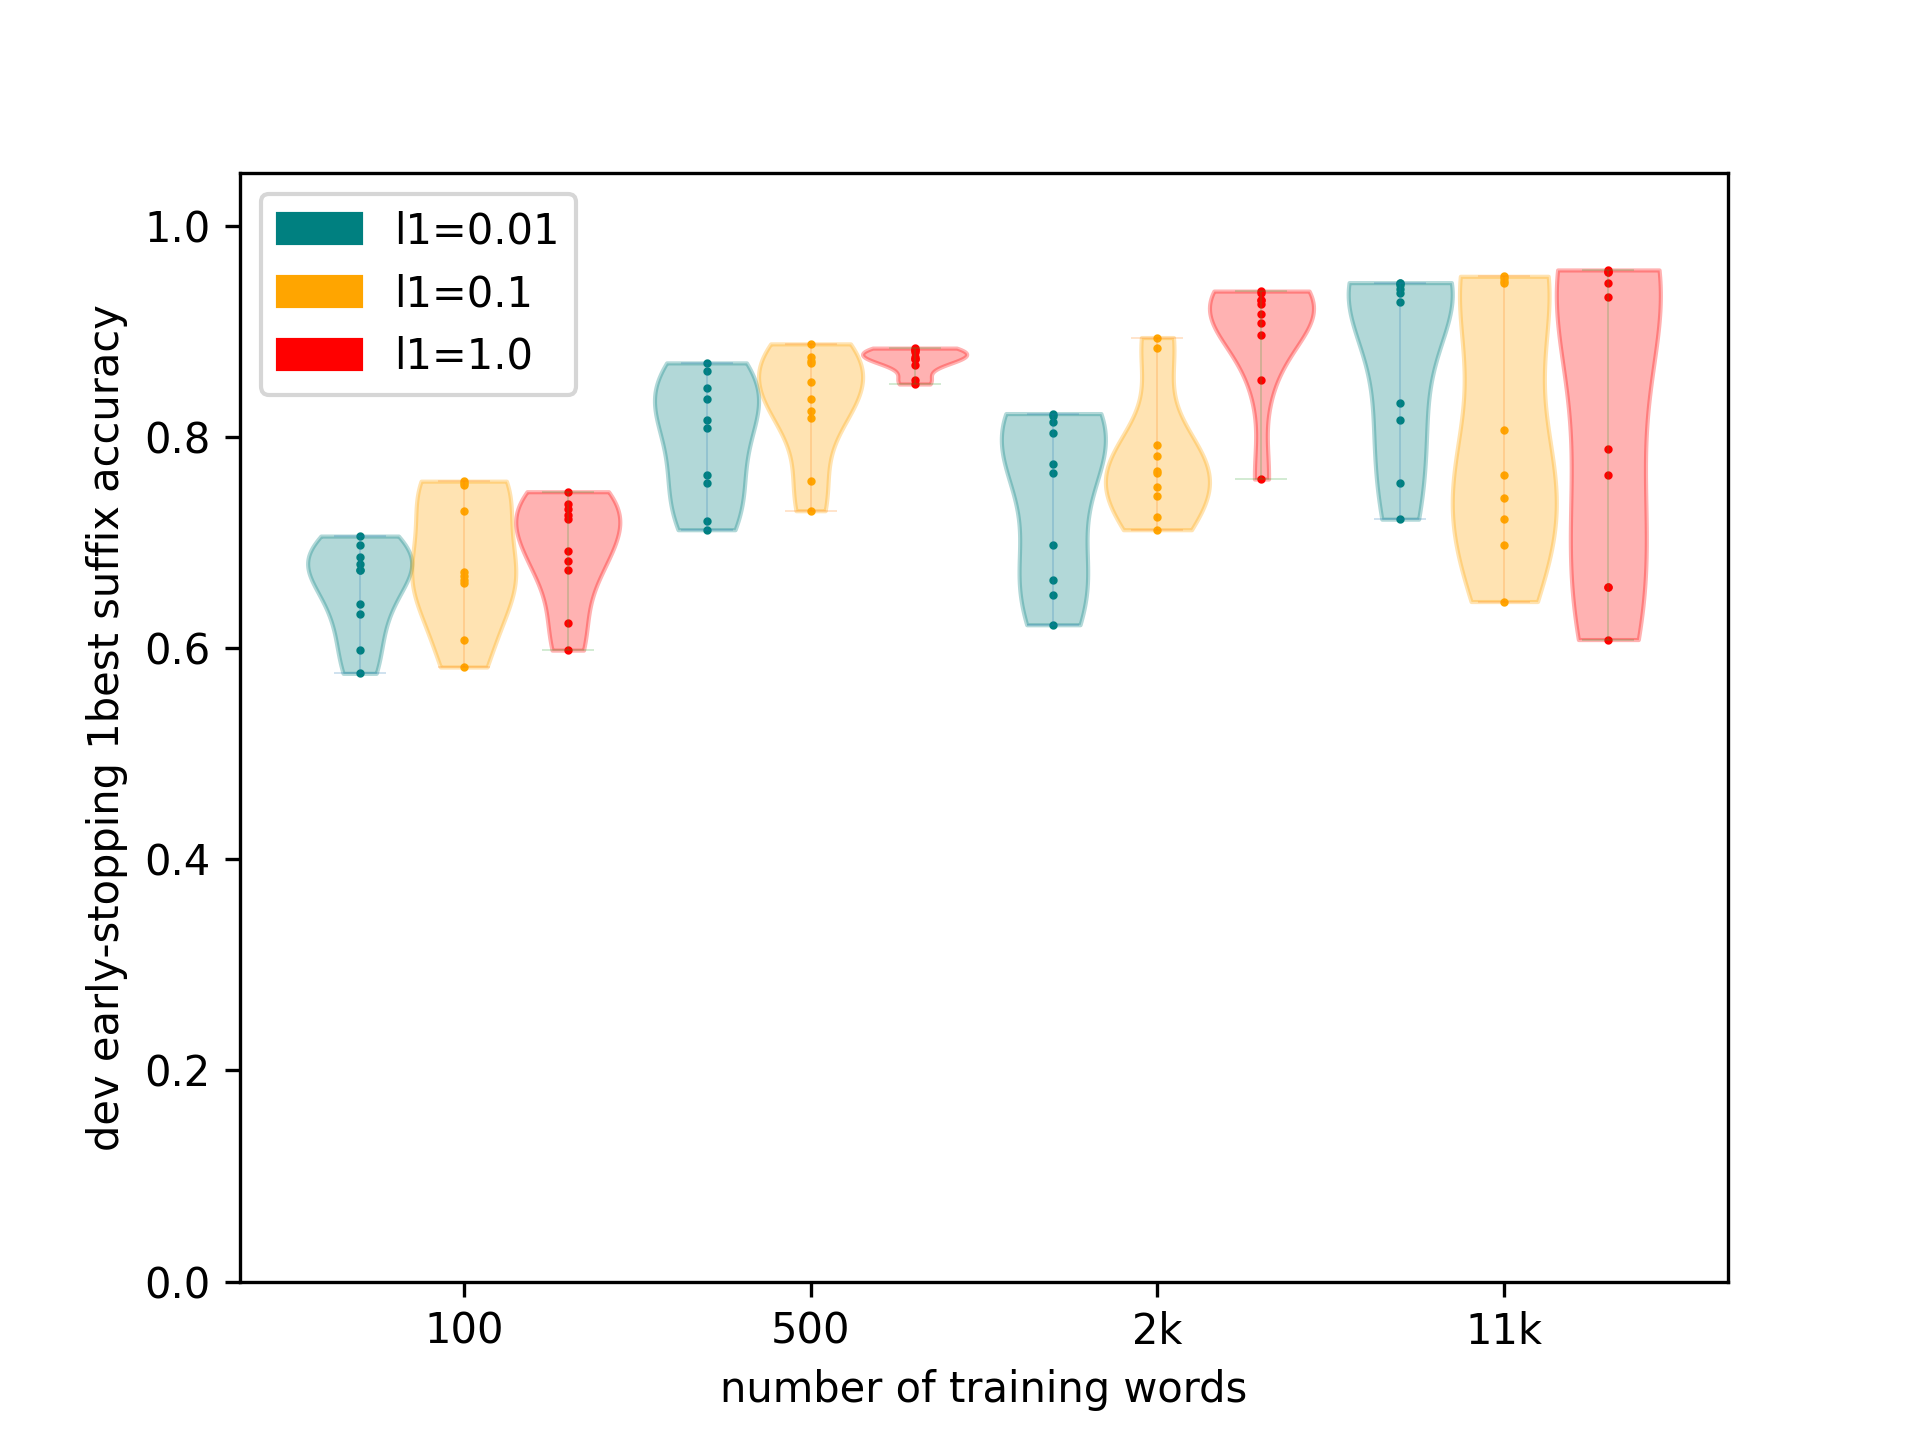 l1=0.01
l1=0.1
l1=1.0
1.0
0.8
0.6
0.4
0.2
0.0
dev early-stopping 1best suffix accuracy
100 500 2k 11k
number of training words